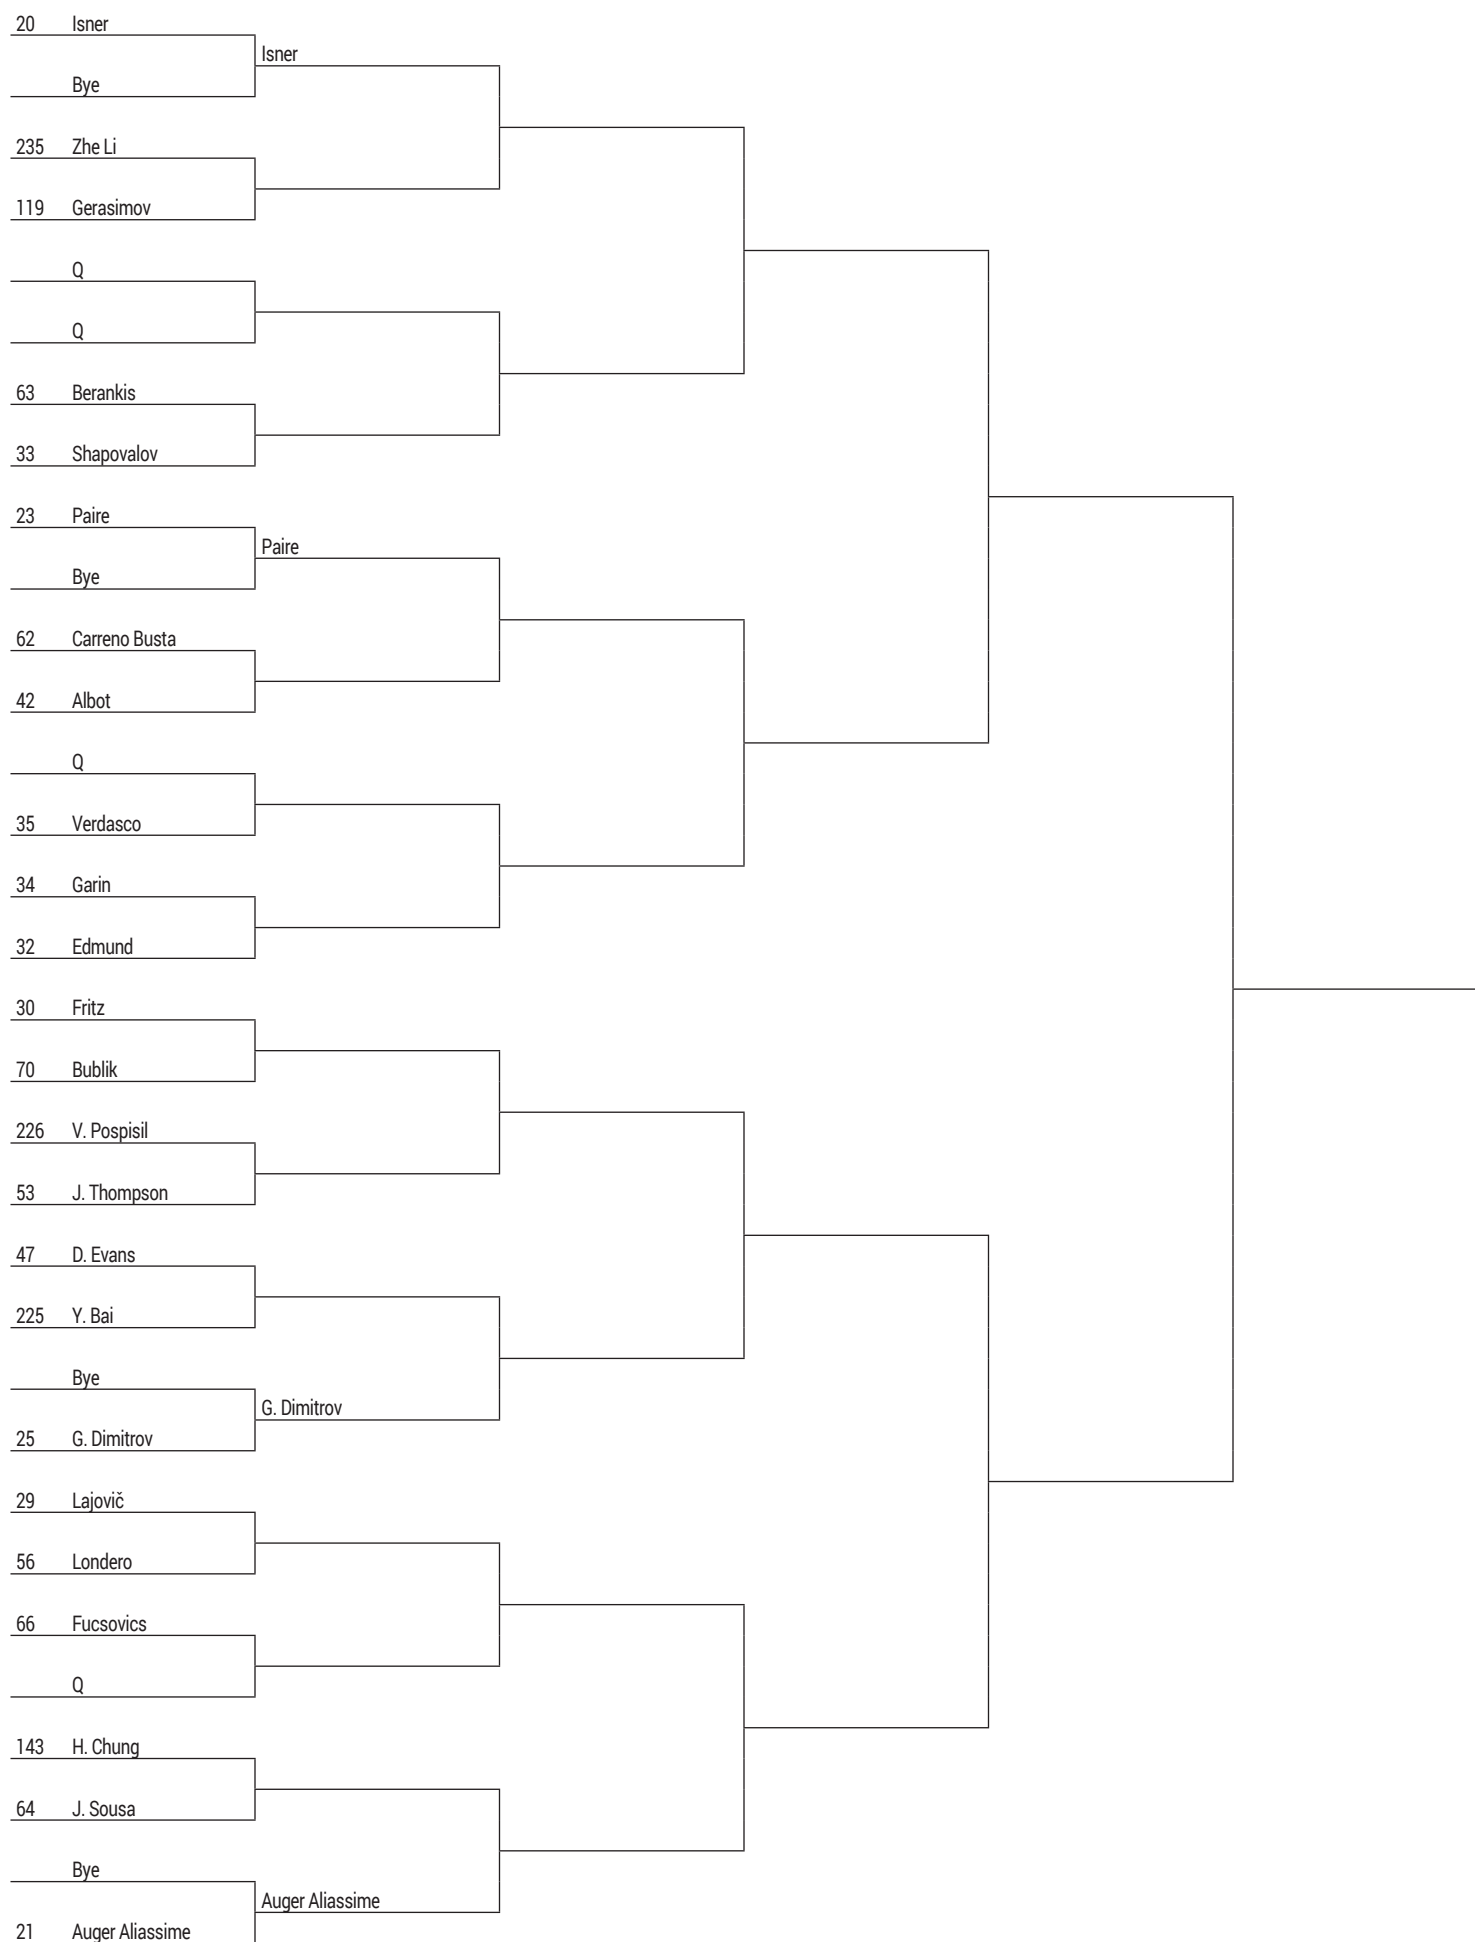 20 Isner
Isner
Bye
235 Zhe Li
119 Gerasimov
Q
Q
63 Berankis
33 Shapovalov
23 Paire
Paire
Bye
62 Carreno Busta
42 Albot
Q
35 Verdasco
34 Garin
32 Edmund
30 Fritz
70 Bublik
226 V. Pospisil
53 J. Thompson
47 D. Evans
225 Y. Bai
Bye
G. Dimitrov
25 G. Dimitrov
29 Lajovič
56 Londero
66 Fucsovics
Q
143 H. Chung
64 J. Sousa
Bye
Auger Aliassime
21 Auger Aliassime